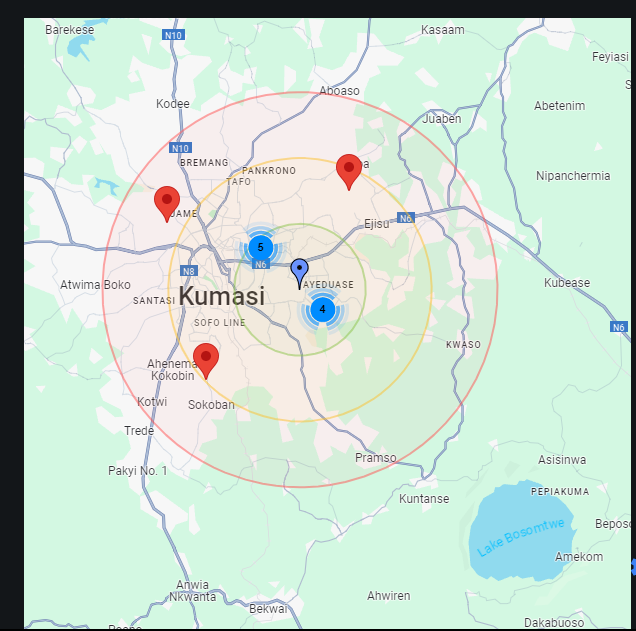 Barekese
N10
Kasaam
Feyiasi
Aboaso
Kodee
Abetenim
Juaben
N10
BREMANG
PANKRONO
TAFO
Nipanchermia
Ejisu
N6
5
N6
N8
AYEDUASE
Atwima Boko
Kubease
SANTASI
Kumasi
4
SOFO LINE
N6
KWASO
Ahenema
Kokobin
Kotwi
Sokoban
Trede
Pramso
Pakyi No. 1
Asisinwa
Kuntanse
PEPIAKUMA
Lake Bosomtwe
Amekom
Anwia
Nkwanta
Ahwiren
Bekwai
Dakabuoso